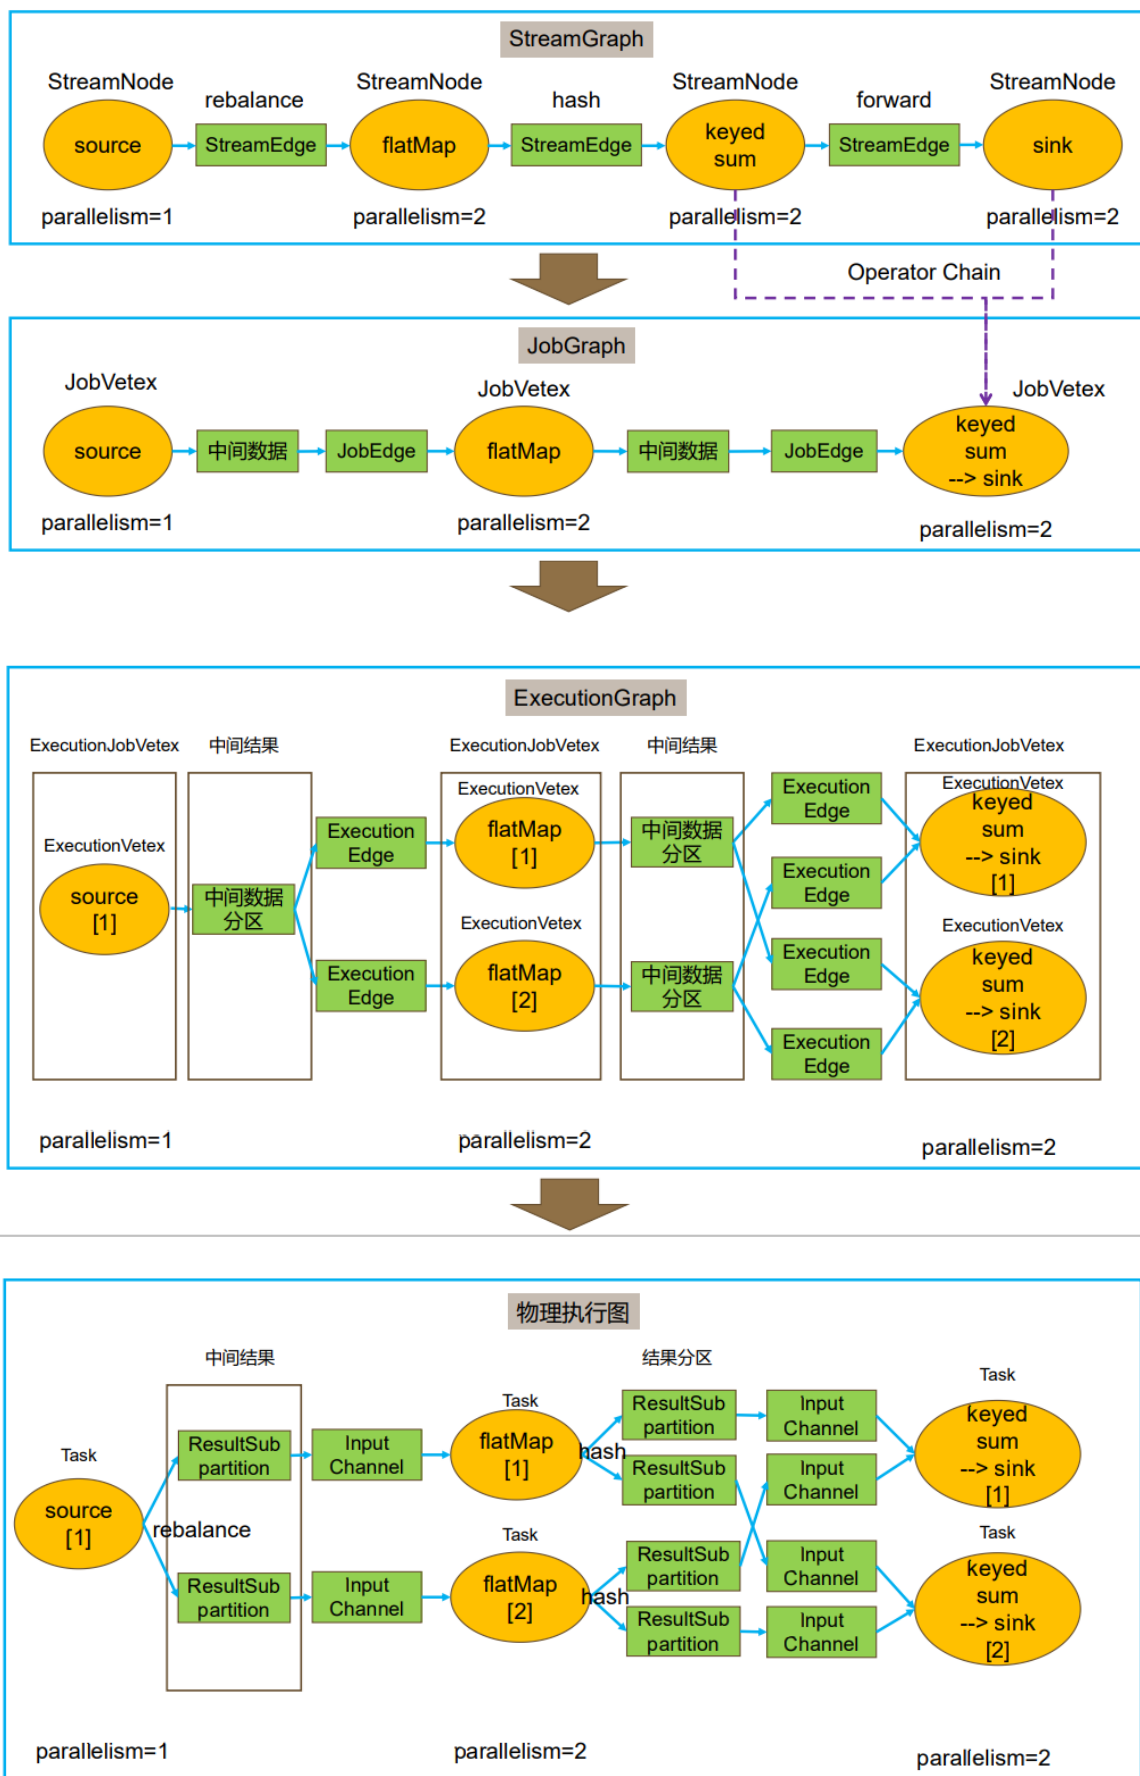 StreamGraph
StreamNode
StreamNode
StreamNode
StreamNode
rebalance
hash
forward
source
StreamEdge
flatMap
StreamEdge
keyed
sum
StreamEdge
sink
parallelism=1
parallelism=2
parallelism=2
parallelism=2
Operator Chain
JobGraph
JobVetex
JobVetex
JobVetex
source
中间数据
JobEdge
flatMap
中间数据
JobEdge
keyed
sum
--> sink
parallelism=1
parallelism=2
parallelism=2
ExecutionGraph
ExecutionJobVetex
中间结果
ExecutionJobVetex
中间结果
ExecutionJobVetex
ExecutionVetex
source
[1]
中间数据
分区
Execution
Edge
Execution
Edge
ExecutionVetex
flatMap
[1]
ExecutionVetex
flatMap
[2]
中间数据
分区
中间数据
分区
Execution
Edge
Execution
Edge
Execution
Edge
Execution
Edge
ExecutionVetex
keyed
sum
--> sink
[1]
ExecutionVetex
keyed
sum
--> sink
[2]
parallelism=1
parallelism=2
parallelism=2
物理执行图
中间结果
结果分区
Task
source
[1]
rebalance
ResultSub
partition
ResultSub
partition
Input
Channel
Input
Channel
Task
flatMap
[1]
hash
Task
flatMap
[2]
hash
ResultSub
partition
ResultSub
partition
ResultSub
partition
ResultSub
partition
Input
Channel
Input
Channel
Input
Channel
Input
Channel
Task
keyed
sum
--> sink
[1]
Task
keyed
sum
--> sink
[2]
parallelism=1
parallelism=2
parallelism=2